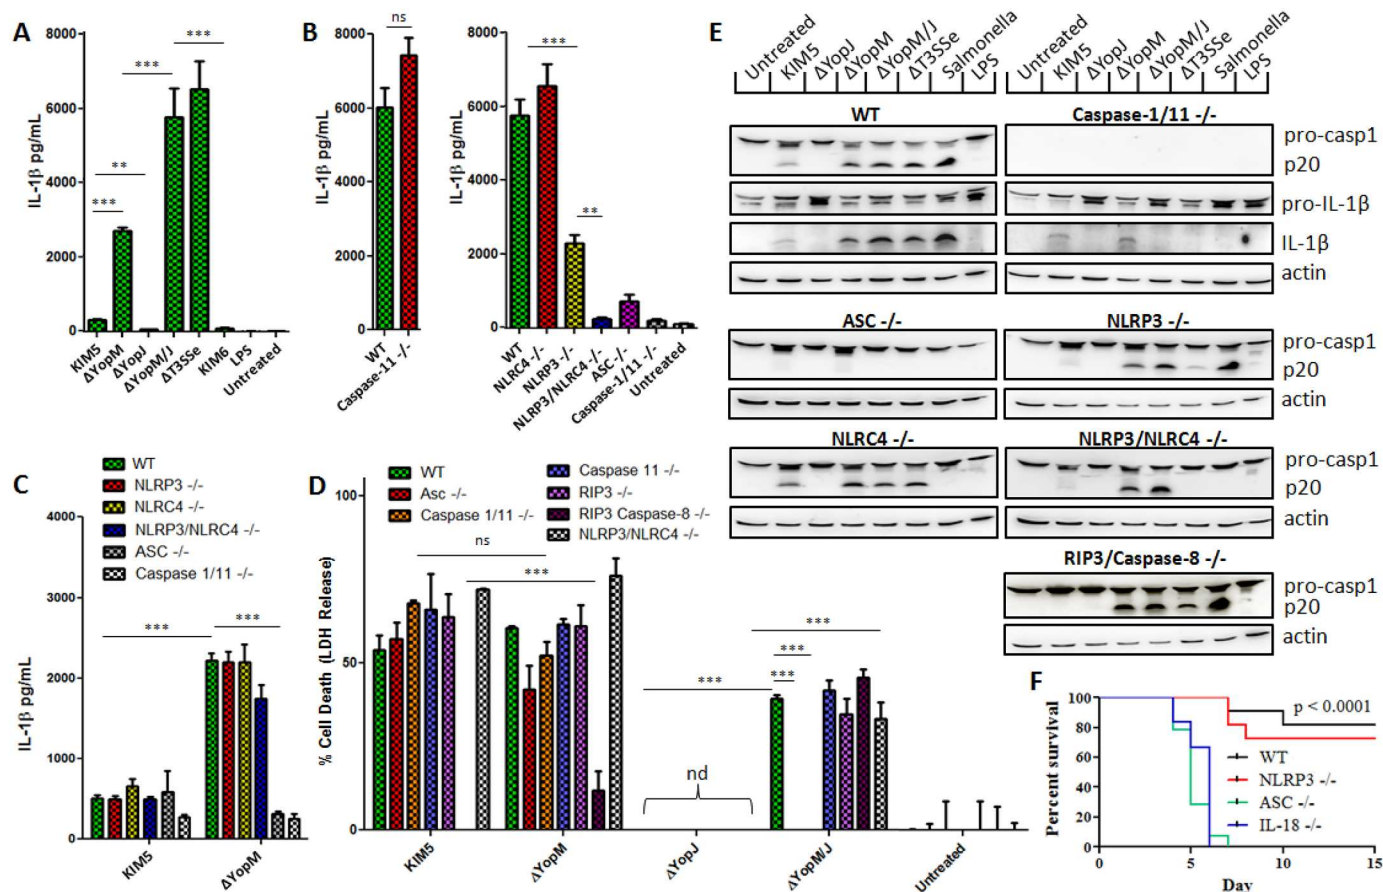 A
IL-1β pg/mL
8000
6000
4000
2000
0
***
***
**
***
KIM5
ΔYopM
ΔYopJ
ΔYopM/J
ΔT3SSe
KIM6
LPS
Untreated
B
IL-1β pg/mL
8000
6000
4000
2000
0
ns
WT
Caspase-11 -/-
IL-1β pg/mL
8000
6000
4000
2000
0
***
**
WT
NLRC4 -/-
NLRP3 -/-
NLRP3/NLRC4 -/-
ASC -/-
Caspase-1/11 -/-
Untreated
C
WT
NLRP3 -/-
NLRC4 -/-
NLRP3/NLRC4 -/-
ASC -/-
Caspase 1/11 -/-
IL-1β pg/mL
4000
3000
2000
1000
0
***
***
KIM5
ΔYopM
D
WT
Asc -/-
Caspase 1/11 -/-
Caspase 11 -/-
RIP3 -/-
RIP3 Caspase-8 -/-
NLRP3/NLRC4 -/-
% Cell Death (LDH Release)
100
50
0
ns
***
***
***
***
***
nd
KIM5
ΔYopM
ΔYopJ
ΔYopM/J
Untreated
E
Untreated
KIM5
ΔYopJ
ΔYopM
ΔYopM/J
ΔT3SSe
Salmonella
LPS
Untreated
KIM5
ΔYopJ
ΔYopM
ΔYopM/J
ΔT3SSe
Salmonella
LPS
WT
Caspase-1/11 -/-
pro-casp1
p20
pro-IL-1β
IL-1β
actin
ASC -/-
NLRP3 -/-
pro-casp1
p20
actin
NLRC4 -/-
NLRP3/NLRC4 -/-
pro-casp1
p20
actin
RIP3/Caspase-8 -/-
pro-casp1
p20
actin
F
Percent survival
100
80
60
40
20
0
p < 0.0001
WT
NLRP3 -/-
ASC -/-
IL-18 -/-
0
5
10
15
Day